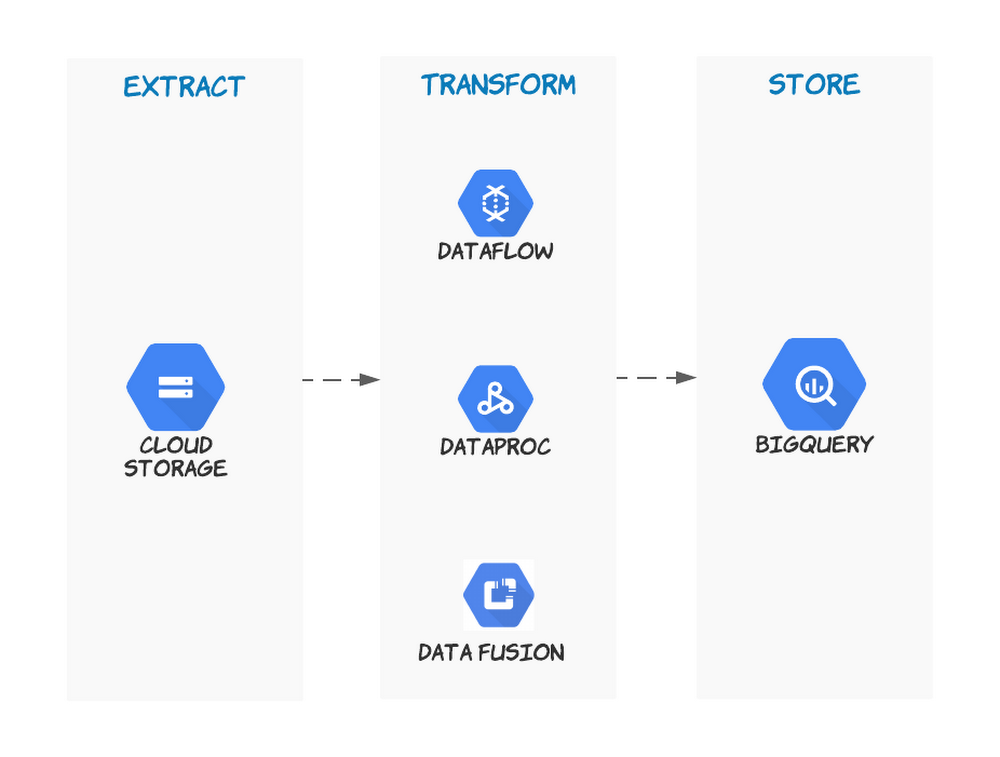 EXTRACT
TRANSFORM
STORE
DATAFLOW
CLOUD
STORAGE
DATAPROC
BIGQUERY
DATA FUSION